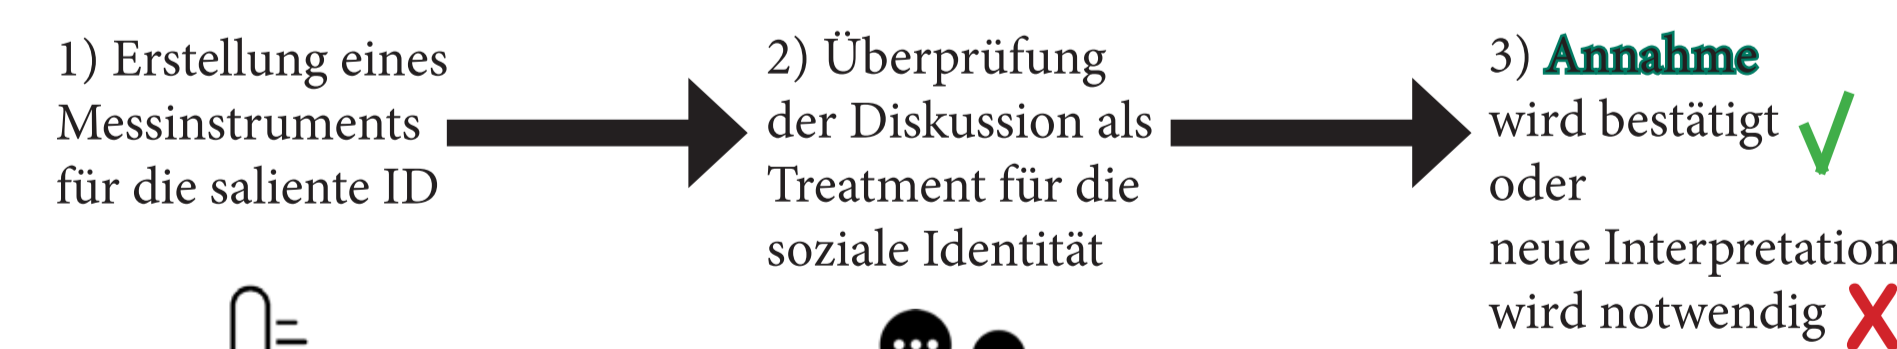 1) Erstellung eines
Messinstruments
für die saliente ID
2) Überprüfung
der Diskussion als
Treatment für die
soziale Identität
3) Annahme
wird bestätigt
oder
neue Interpretation
wird notwendig